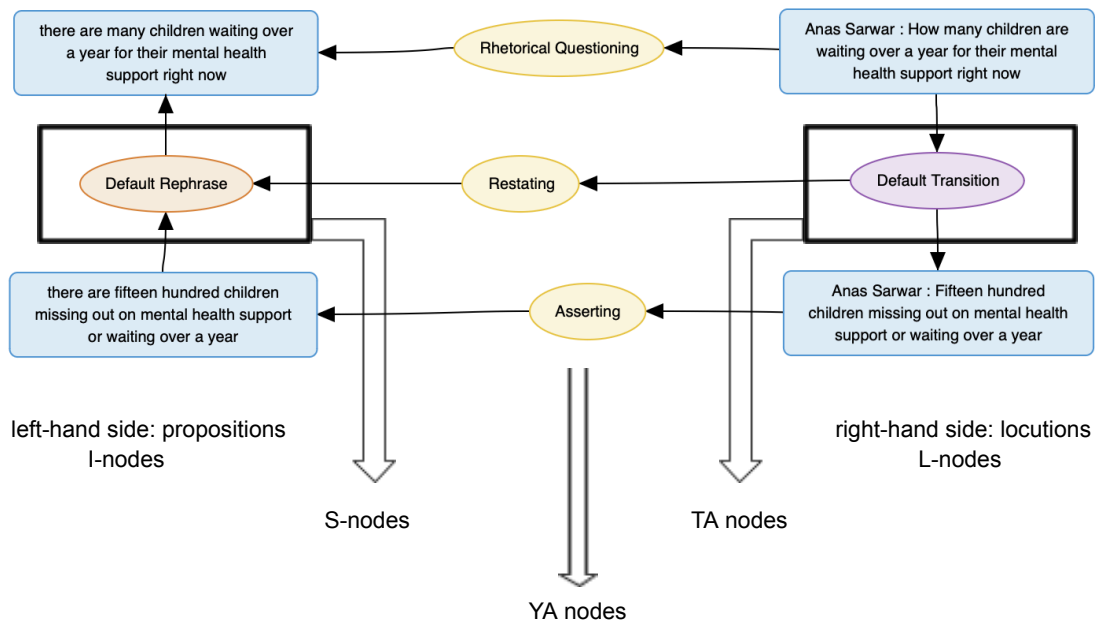 there are many children waiting over
a year for their mental health
support right now
Rhetorical Questioning
Anas Sarwar : How many children are
waiting over a year for their mental
health support right now
Default Rephrase
Restating
Default Transition
there are fifteen hundred children
missing out on mental health support
or waiting over a year
Asserting
Anas Sarwar : Fifteen hundred
children missing out on mental health
support or waiting over a year
left-hand side: propositions
I-nodes
right-hand side: locutions
L-nodes
S-nodes
TA nodes
YA nodes